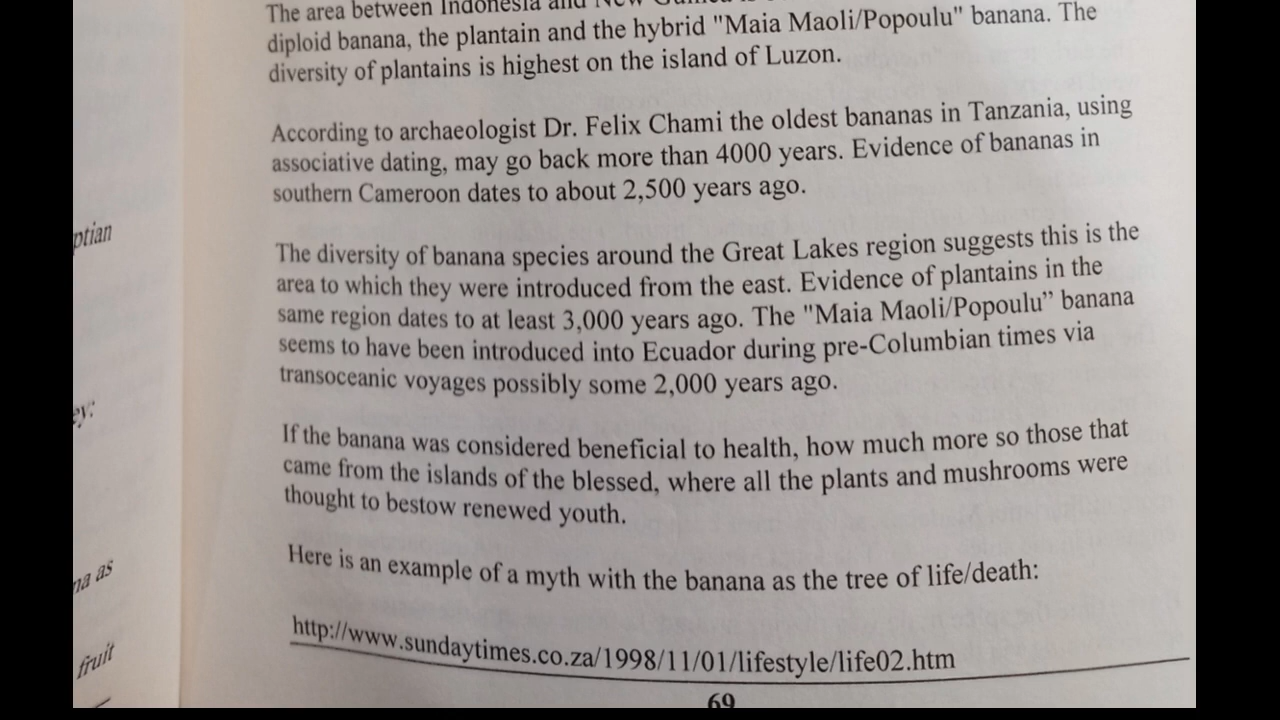 ptian
ey:
na as
fruit
The area between Indonesia and New Guinea is
diploid banana, the plantain and the hybrid "Maia Maoli/Popoulu" banana. The
diversity of plantains is highest on the island of Luzon.
According to archaeologist Dr. Felix Chami the oldest bananas in Tanzania, using
associative dating, may go back more than 4000 years. Evidence of bananas in
southern Cameroon dates to about 2,500 years ago.
The diversity of banana species around the Great Lakes region suggests this is the
area to which they were introduced from the east. Evidence of plantains in the
same region dates to at least 3,000 years ago. The "Maia Maoli/Popoulu” banana
seems to have been introduced into Ecuador during pre-Columbian times via
transoceanic voyages possibly some 2,000 years ago.
If the banana was considered beneficial to health, how much more so those that
came from the islands of the blessed, where all the plants and mushrooms were
thought to bestow renewed youth.
Here is an example of a myth with the banana as the tree of life/death:
http://www.sundaytimes.co.za/1998/11/01/lifestyle/life02.htm
69